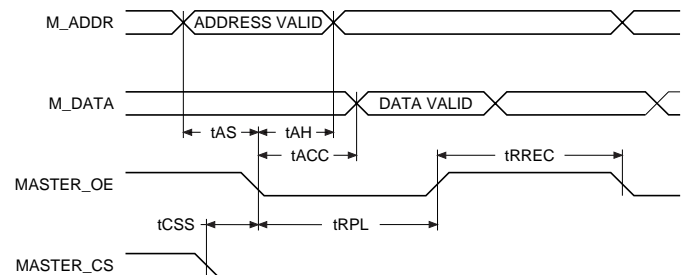 M_ADDR
ADDRESS VALID
M_DATA
DATA VALID
tAS
tAH
tACC
tRREC
MASTER_OE
tCSS
tRPL
MASTER_CS